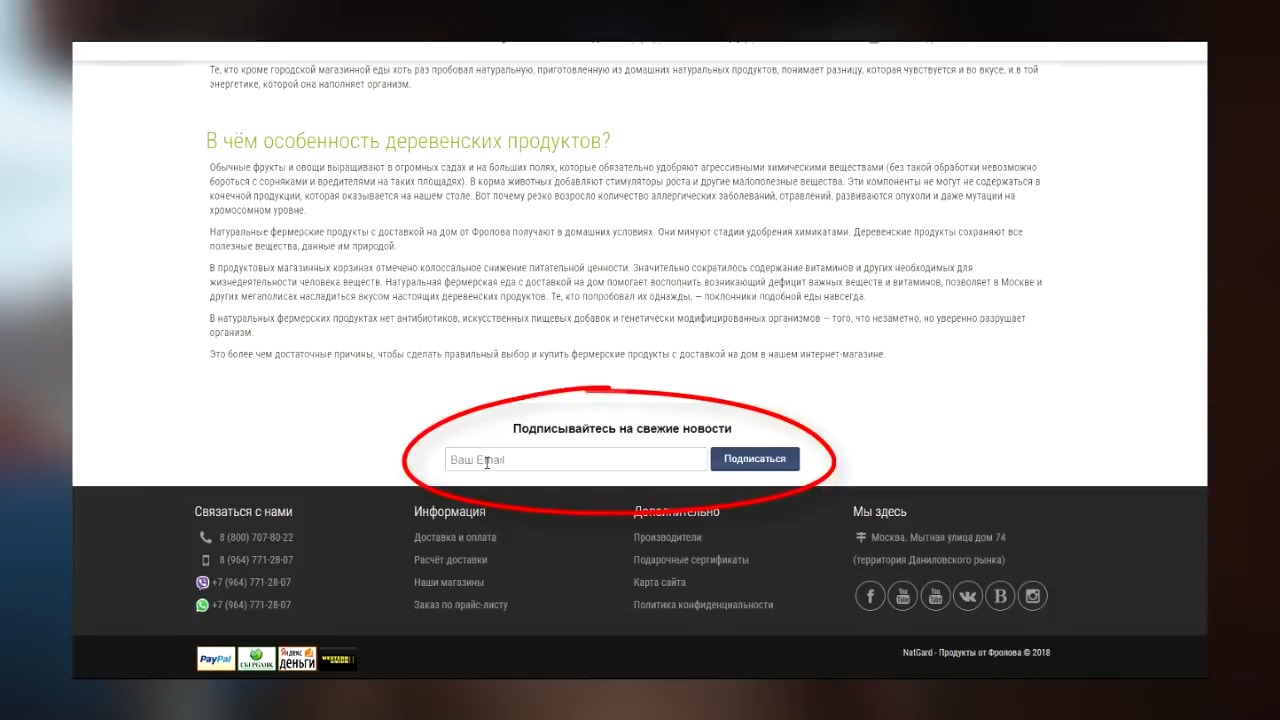 Те, кто кроме городской магазинной еды хоть раз пробовал натуральную, приготовленную из домашних натуральных продуктов, понимает разницу, которая чувствуется и во вкусе, и в той
энергетике, которой она наполняет организм.
В чём особенность деревенских продуктов?
Обычные фрукты и овощи выращивают в огромных садах и на больших полях, которые обязательно удобряют агрессивными химическими веществами (без такой обработки невозможно
бороться с сорняками и вредителями на таких площадях). В корма животных добавляют стимуляторы роста и другие малополезные вещества. Эти компоненты не могут не содержаться в
конечной продукции, которая оказывается на нашем столе. Вот почему резко возросло количество аллергических заболеваний, отравлений, развиваются опухоли и даже мутации на
хромосомном уровне.
Натуральные фермерские продукты с доставкой на дом от Фролова получают в домашних условиях. Они минуют стадии удобрения химикатами. Деревенские продукты сохраняют все
полезные вещества, данные им природой.
В продуктовых магазинных корзинах отмечено колоссальное снижение питательной ценности. Значительно сократилось содержание витаминов и других необходимых для
жизнедеятельности человека веществ. Натуральная фермерская еда с доставкой на дом помогает восполнить возникающий дефицит важных веществ и витаминов, позволяет в Москве и
других мегаполисах насладиться вкусом настоящих деревенских продуктов. Те, кто попробовал их однажды, — поклонники подобной еды навсегда.
В натуральных фермерских продуктах нет антибиотиков, искусственных пищевых добавок и генетически модифицированных организмов — того, что незаметно, но уверенно разрушает
организм.
Это более чем достаточные причины, чтобы сделать правильный выбор и купить фермерские продукты с доставкой на дом в нашем интернет-магазине.
Подписывайтесь на свежие новости
Ваш Email
Подписаться
Связаться с нами
8 (800) 707-80-22
8 (964) 771-28-07
+7 (964) 771-28-07
+7 (964) 771-28-07
Информация
Доставка и оплата
Расчёт доставки
Наши магазины
Заказ по прайс-листу
Дополнительно
Производители
Подарочные сертификаты
Карта сайта
Политика конфиденциальности
Мы здесь
Москва, Мытная улица дом 74
(территория Даниловского рынка)
f You Tube You Tube B
PayPal СБЕРБАНК Яндекс деньги WESTERN UNION
NatGard - Продукты от Фролова © 2018